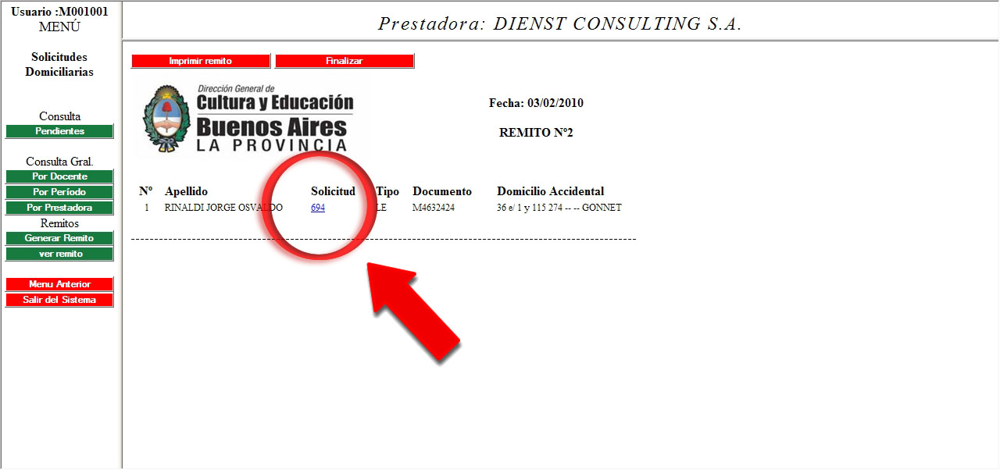 Usuario :M001001
MENÚ
Solicitudes
Domiciliarias
Consulta
Pendientes
Consulta Gral.
Por Docente
Por Período
Por Prestadora
Remitos
Generar Remito
ver remito
Menu Anterior
Salir del Sistema
Prestadora: DIENST CONSULTING S.A.
Imprimir remito Finalizar
Dirección General de
Cultura y Educación
Buenos Aires
LA PROVINCIA
Fecha: 03/02/2010
REMITO Nº2
Nº Apellido Solicitud Tipo Documento Domicilio Accidental
1 RINALDI JORGE OSVALDO 694 LE M4632424 36 e/ 1 y 115 274 -- -- GONNET